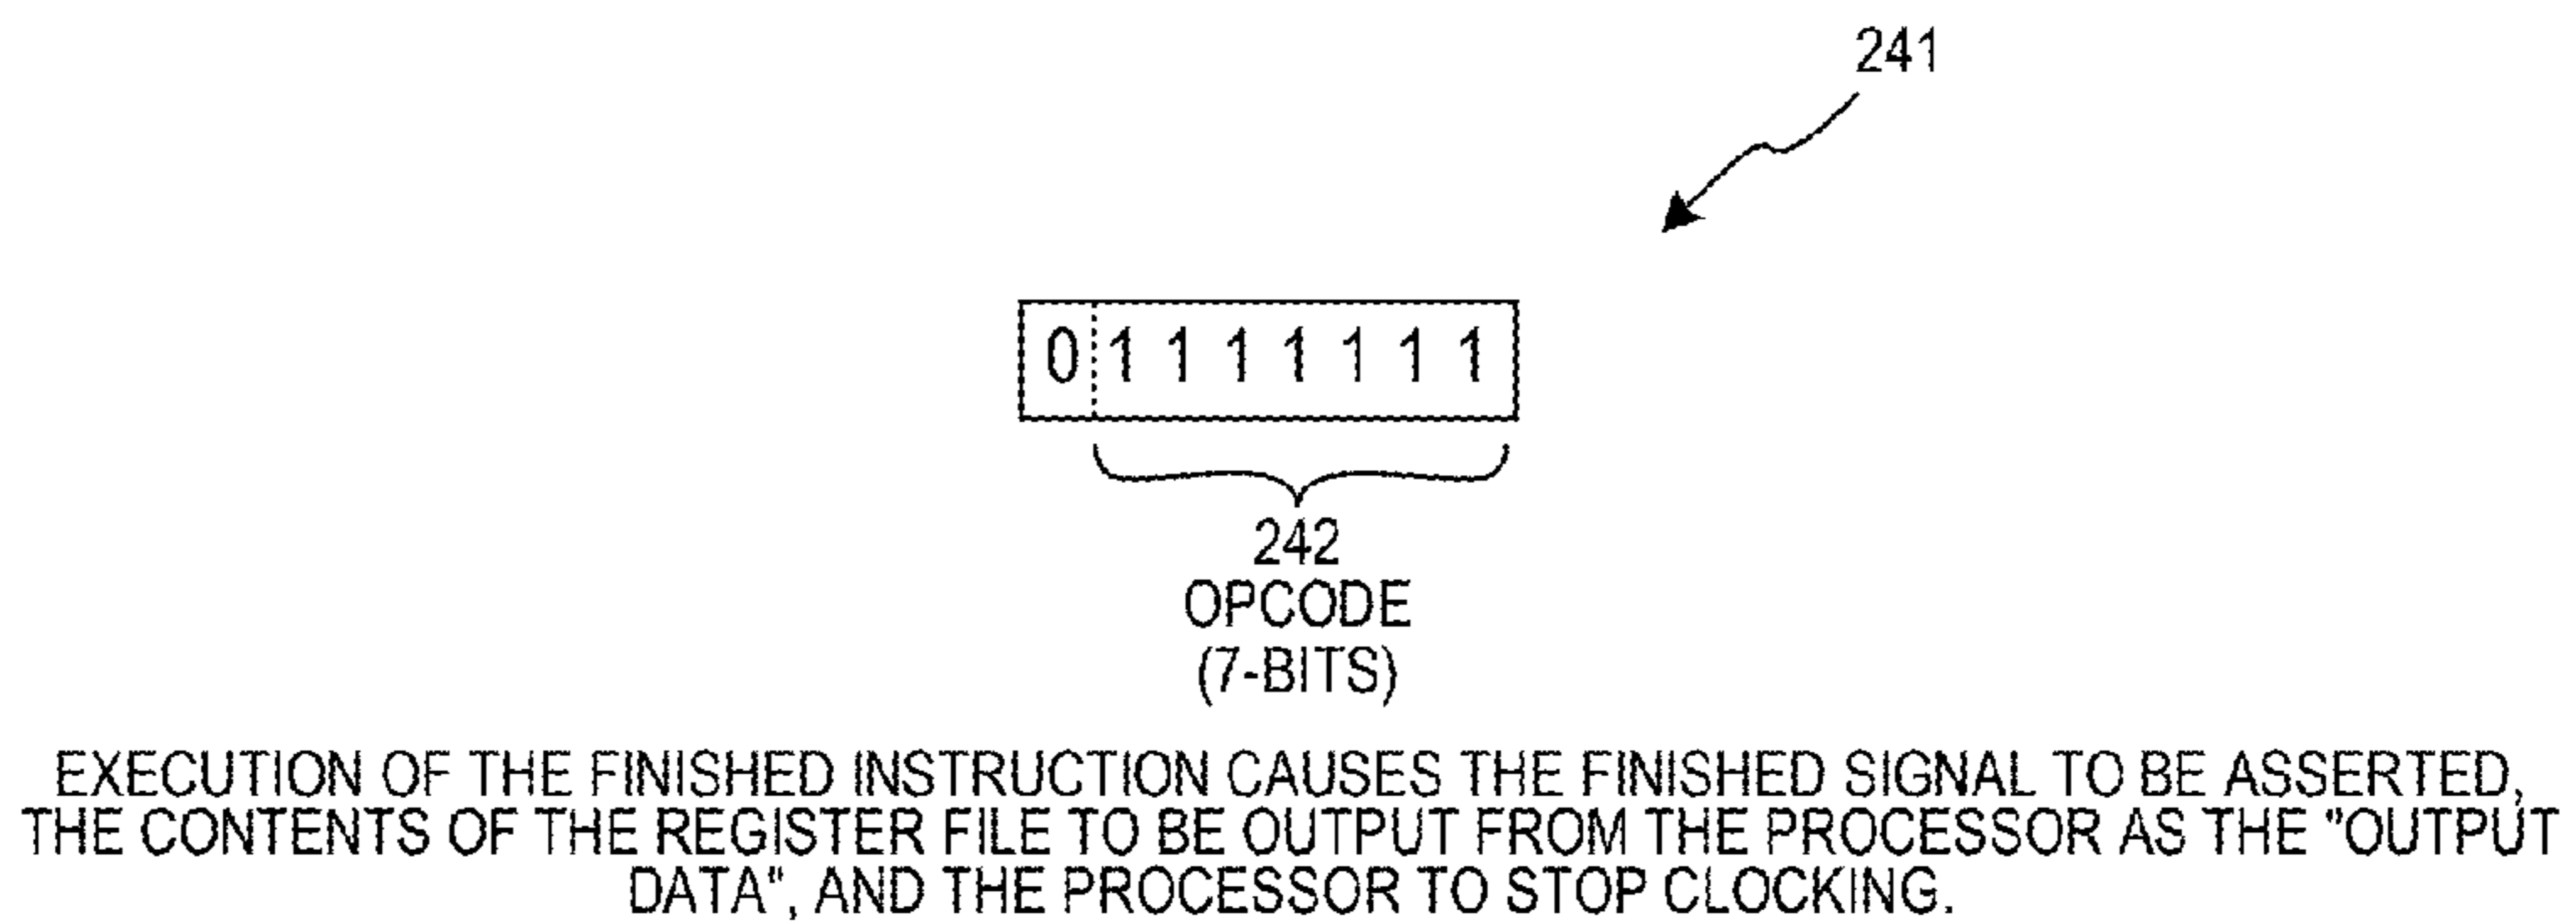 241
0 1 1 1 1 1 1 1
242
OPCODE
(7-BITS)
EXECUTION OF THE FINISHED INSTRUCTION CAUSES THE FINISHED SIGNAL TO BE ASSERTED,
THE CONTENTS OF THE REGISTER FILE TO BE OUTPUT FROM THE PROCESSOR AS THE "OUTPUT
DATA", AND THE PROCESSOR TO STOP CLOCKING.